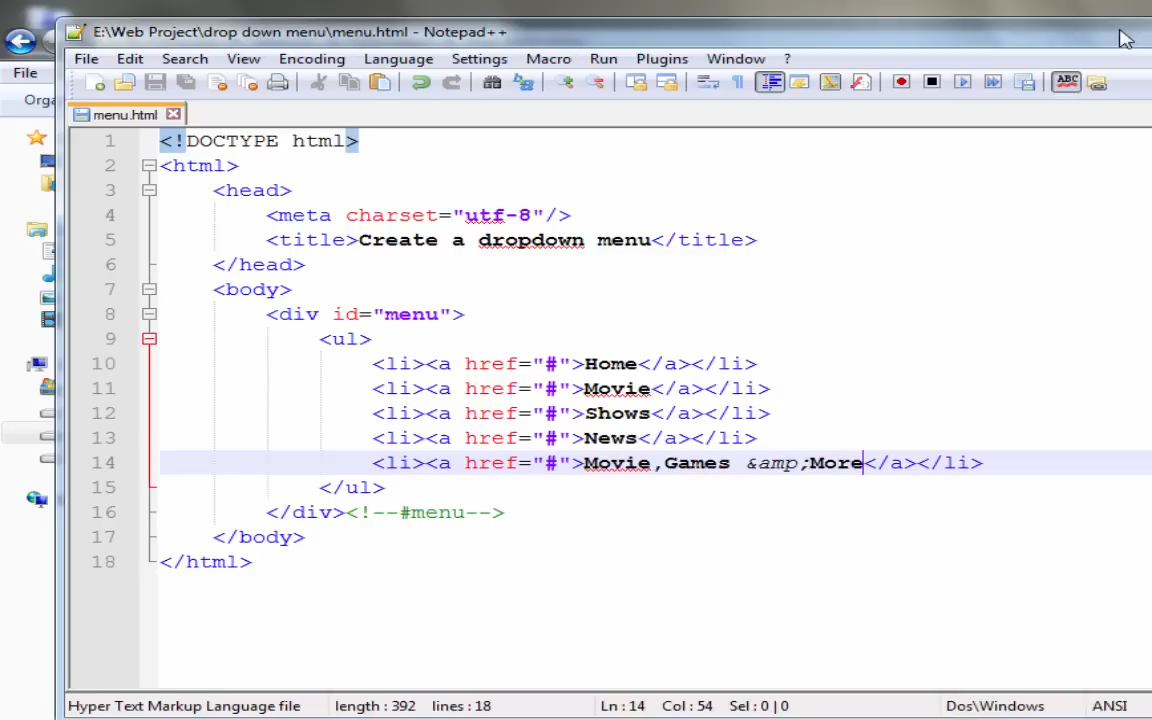 E:\Web Project\drop down menu\menu.html - Notepad++
File Edit Search View Encoding Language Settings Macro Run Plugins Window ?
File
Orga
ABC
menu.html
1 <!DOCTYPE html>
2 <html>
3 <head>
4 <meta charset="utf-8"/>
5 <title>Create a dropdown menu</title>
6 </head>
7 <body>
8 <div id="menu">
9 <ul>
10 <li><a href="#">Home</a></li>
11 <li><a href="#">Movie</a></li>
12 <li><a href="#">Shows</a></li>
13 <li><a href="#">News</a></li>
14 <li><a href="#">Movie,Games &amp;More</a></li>
15 </ul>
16 </div><!--#menu-->
17 </body>
18 </html>
Hyper Text Markup Language file length : 392 lines : 18 Ln : 14 Col : 54 Sel : 0 | 0 Dos\Windows ANSI